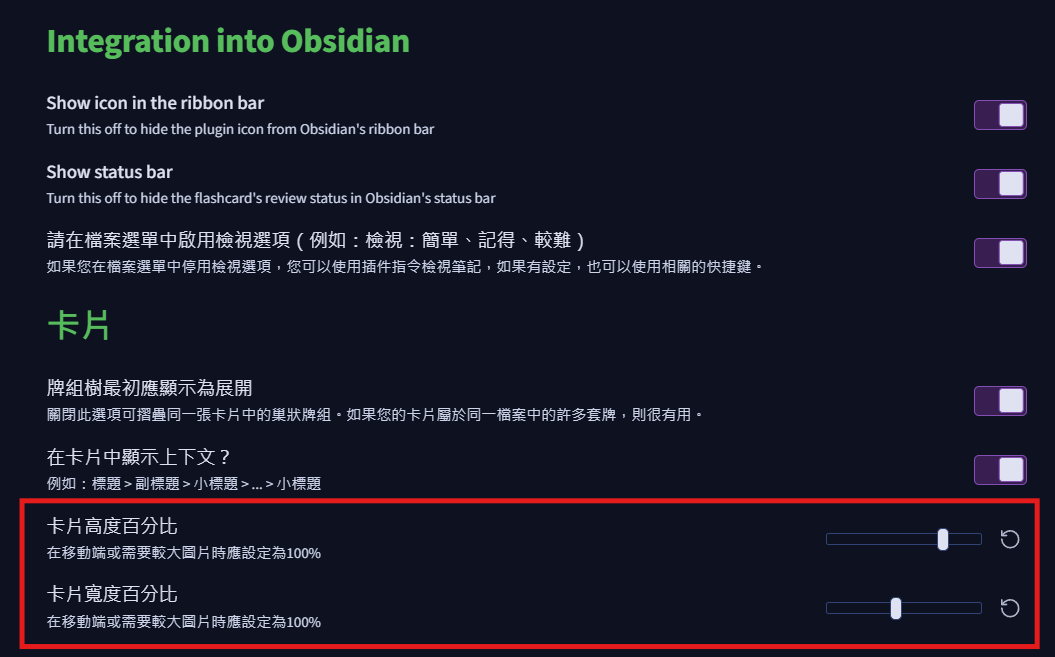 Integration into Obsidian
Show icon in the ribbon bar
Turn this off to hide the plugin icon from Obsidian's ribbon bar
Show status bar
Turn this off to hide the flashcard's review status in Obsidian's status bar
請在檔案選單中啟用檢視選項（例如：檢視：簡單、記得、較難）
如果您在檔案選單中停用檢視選項，您可以使用插件指令檢視筆記，如果有設定，也可以使用相關的快捷鍵。
卡片
牌組樹最初應顯示為展開
關閉此選項可摺疊同一張卡片中的巢狀牌組。如果您的卡片屬於同一檔案中的許多套牌，則很有用。
在卡片中顯示上下文？
例如：標題 > 副標題 > 小標題 > ... > 小標題
卡片高度百分比
在移動端或需要較大圖片時應設定為100%
卡片寬度百分比
在移動端或需要較大圖片時應設定為100%